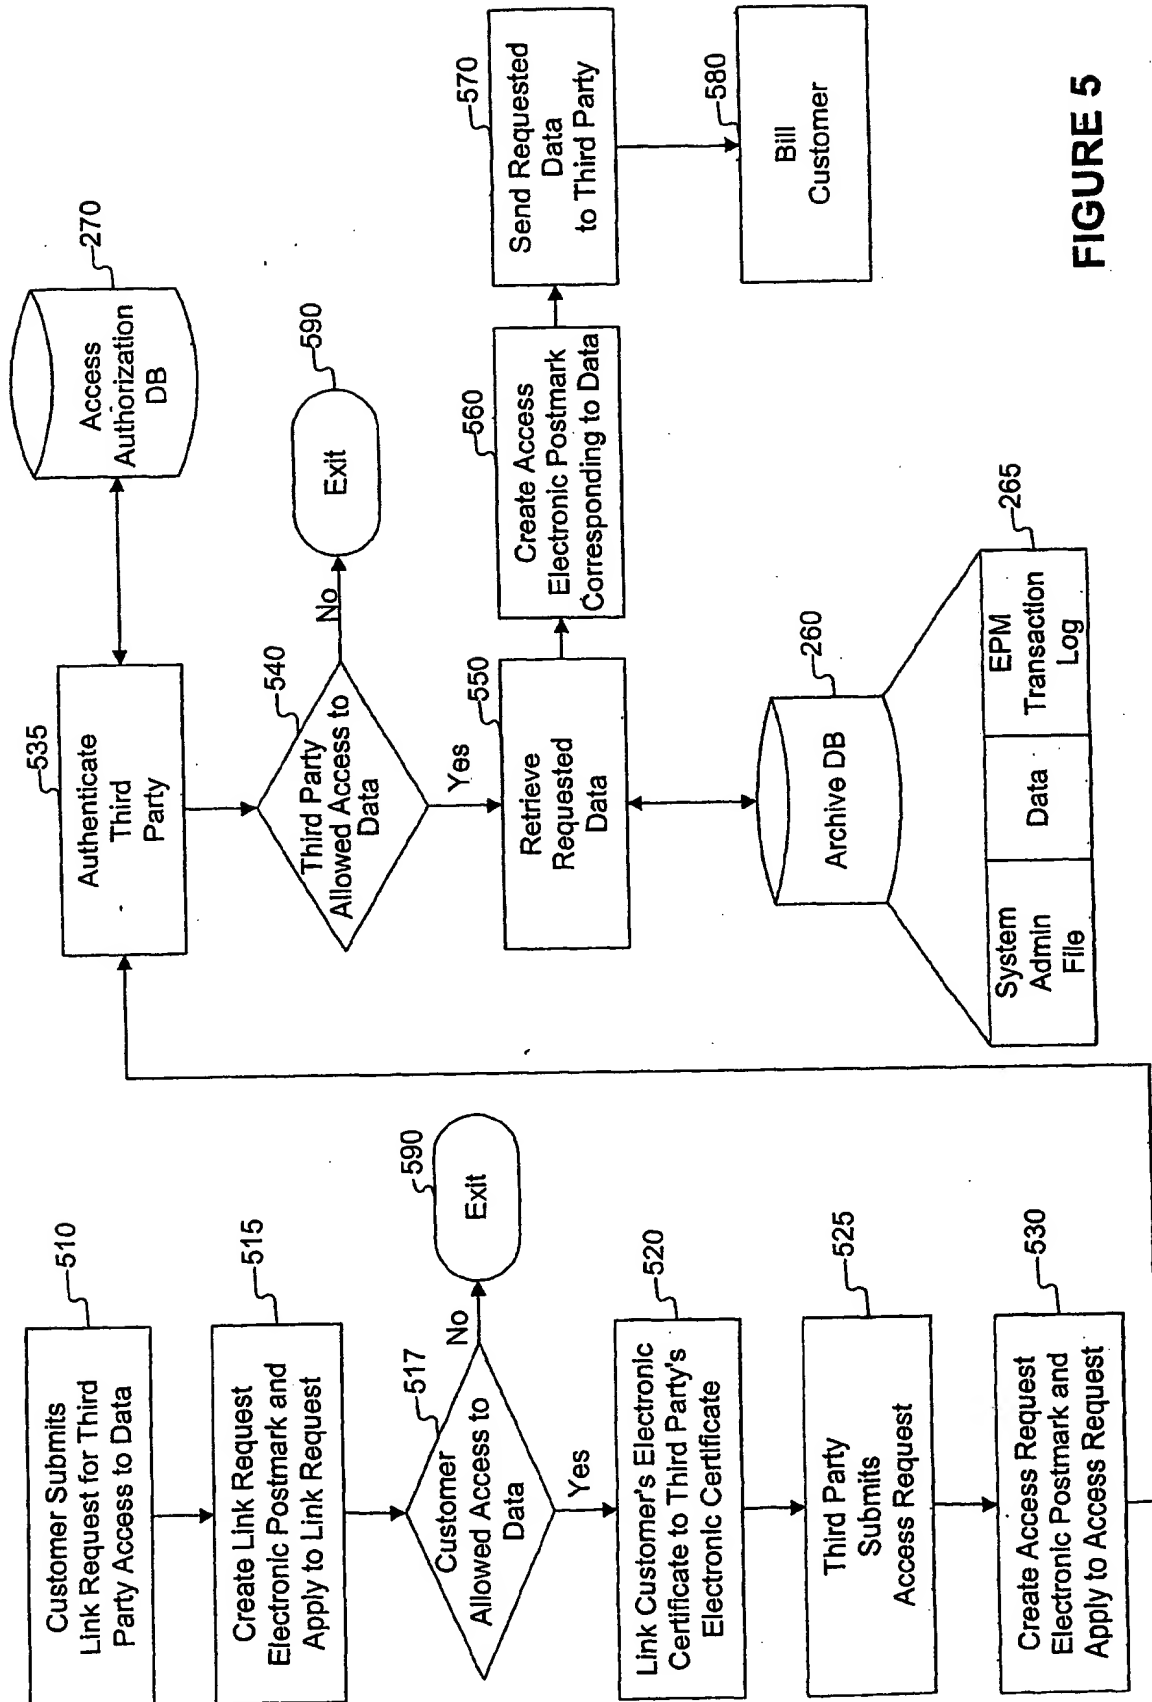 510
Customer Submits
Link Request for Third
Party Access to Data
515
Create Link Request
Electronic Postmark and
Apply to Link Request
517
Customer
Allowed Access to
Data
No
590
Exit
Yes
520
Link Customer's Electronic
Certificate to Third Party's
Electronic Certificate
525
Third Party
Submits
Access Request
530
Create Access Request
Electronic Postmark and
Apply to Access Request
535
Authenticate
Third
Party
270
Access
Authorization
DB
540
Third Party
Allowed Access to
Data
No
590
Exit
Yes
550
Retrieve
Requested
Data
560
Create Access
Electronic Postmark
Corresponding to Data
570
Send Requested
Data
to Third Party
580
Bill
Customer
260
Archive DB
265
System
Admin
File
Data
EPM
Transaction
Log
FIGURE 5